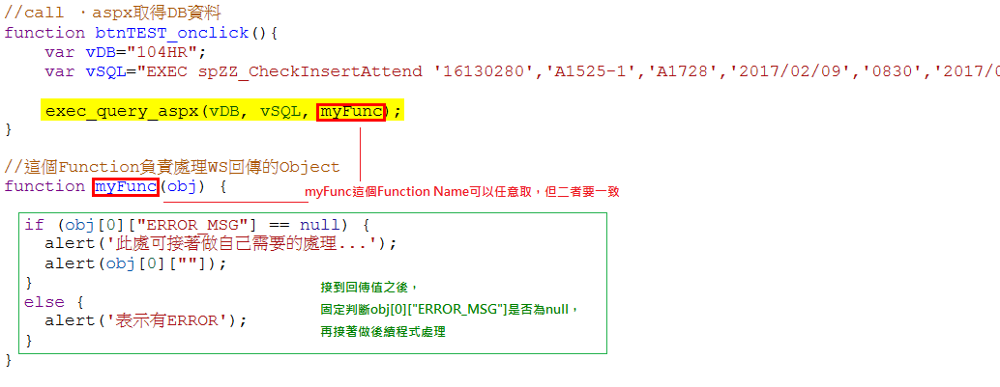 //call ‧aspx取得DB資料
function btnTEST_onclick(){
var vDB="104HR";
var vSQL="EXEC spZZ_CheckInsertAttend '16130280','A1525-1','A1728','2017/02/09','0830','2017/0
exec_query_aspx(vDB, vSQL, myFunc);
}
//這個Function負責處理WS回傳的Object
function myFunc(obj) {
myFunc這個Function Name可以任意取，但二者要一致
if (obj[0]["ERROR_MSG"] == null) {
alert('此處可接著做自己需要的處理...');
alert(obj[0][""]);
}
else {
alert('表示有ERROR');
}
接到回傳值之後，
固定判斷obj[0]["ERROR_MSG"]是否為null，
再接著做後續程式處理
}